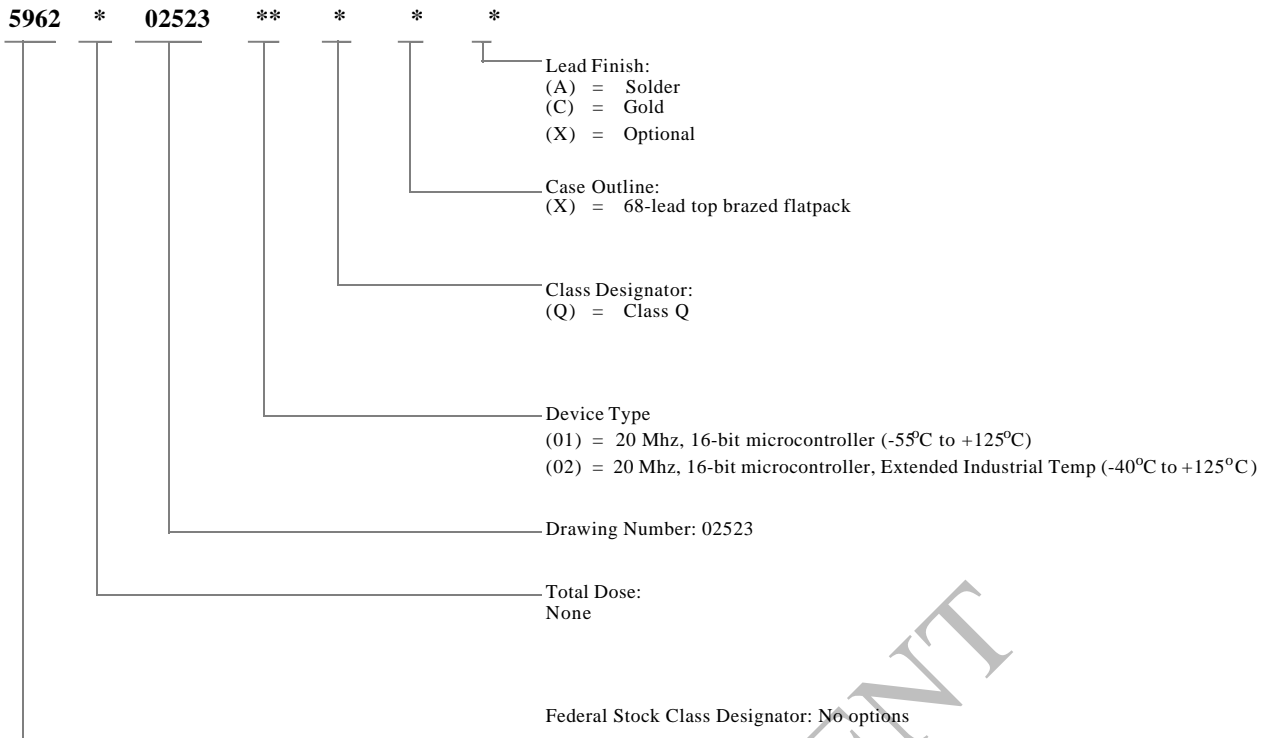 5962 * 02523 ** * * *
Lead Finish:
(A) = Solder
(C) = Gold
(X) = Optional
Case Outline:
(X) = 68-lead top brazed flatpack
Class Designator:
(Q) = Class Q
Device Type
(01) = 20 Mhz, 16-bit microcontroller (-55°C to +125°C)
(02) = 20 Mhz, 16-bit microcontroller, Extended Industrial Temp (-40°C to +125°C)
Drawing Number: 02523
Total Dose:
None
Federal Stock Class Designator: No options